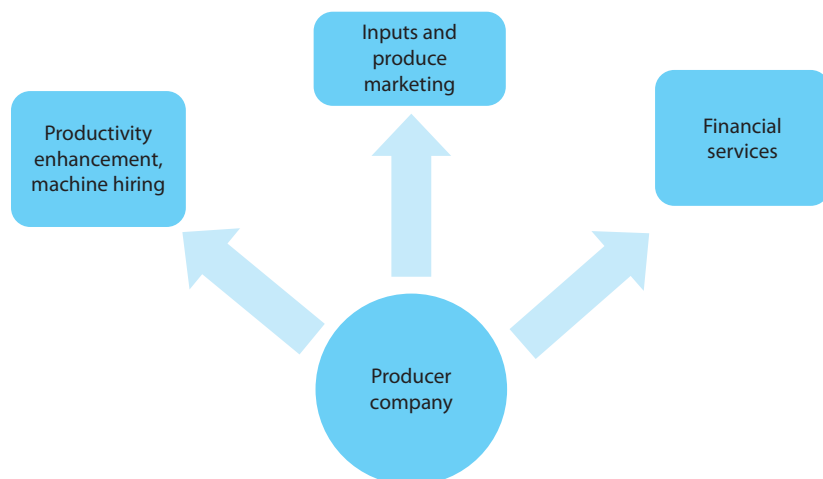 Inputs and
produce
marketing
Productivity
enhancement,
machine hiring
Financial
services
Producer
company